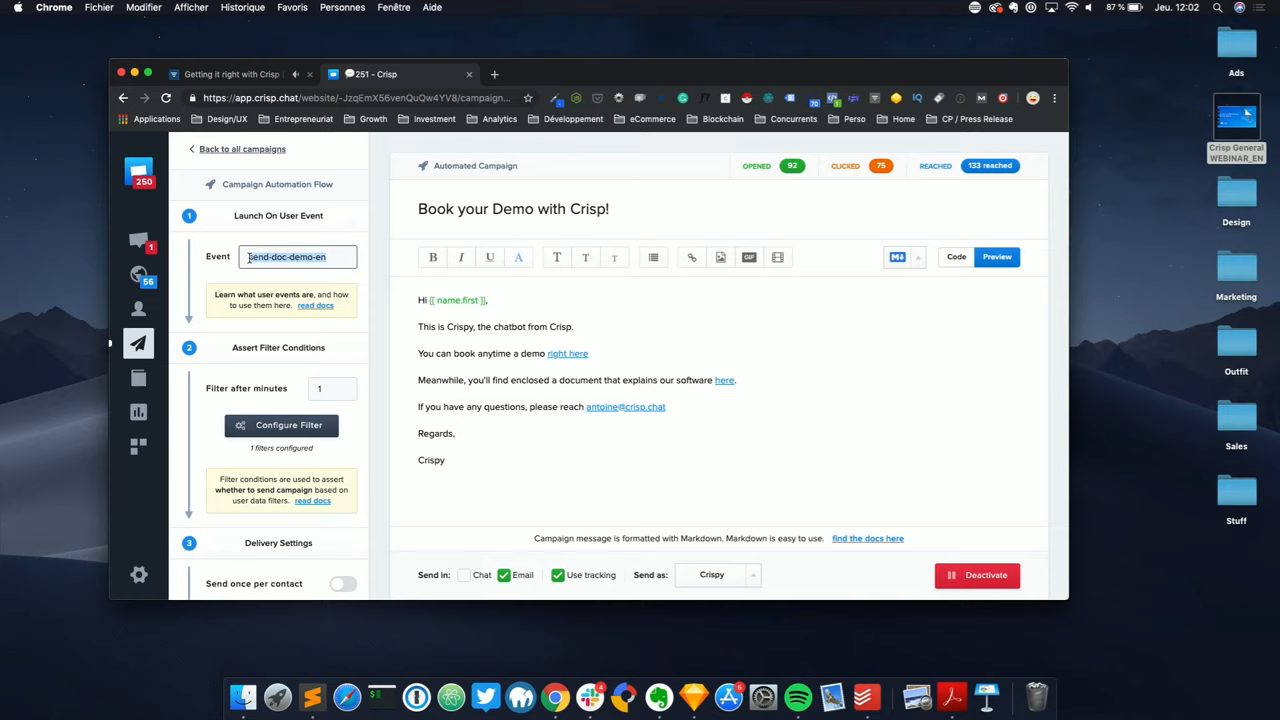 Chrome Fichier Modifier Afficher Historique Favoris Personnes Fenêtre Aide 87 % Jeu. 12:02
Getting it right with Crisp
251 - Crisp
https://app.crisp.chat/website/-JzqEmX56venQuQw4YV8/campaign...
Applications Design/UX Entrepreneuriat Growth Investment Analytics Développement eCommerce Blockchain Concurrents Perso Home CP / Press Release
Back to all campaigns
Campaign Automation Flow
1 Launch On User Event
Event send-doc-demo-en
Learn what user events are, and how
to use them here. read docs
2 Assert Filter Conditions
Filter after minutes 1
Configure Filter
1 filters configured
Filter conditions are used to assert
whether to send campaign based on
user data filters. read docs
3 Delivery Settings
Send once per contact
250
1
56
Automated Campaign OPENED 92 CLICKED 75 REACHED 133 reached
Book your Demo with Crisp!
B I U A T T T GIF Code Preview
Hi {{ name.first }},
This is Crispy, the chatbot from Crisp.
You can book anytime a demo right here
Meanwhile, you'll find enclosed a document that explains our software here.
If you have any questions, please reach antoine@crisp.chat
Regards,
Crispy
Campaign message is formatted with Markdown. Markdown is easy to use. find the docs here
Send in: Chat Email Use tracking Send as: Crispy Deactivate
Ads
Crisp General
WEBINAR_EN
Design
Marketing
Outfit
Sales
Stuff